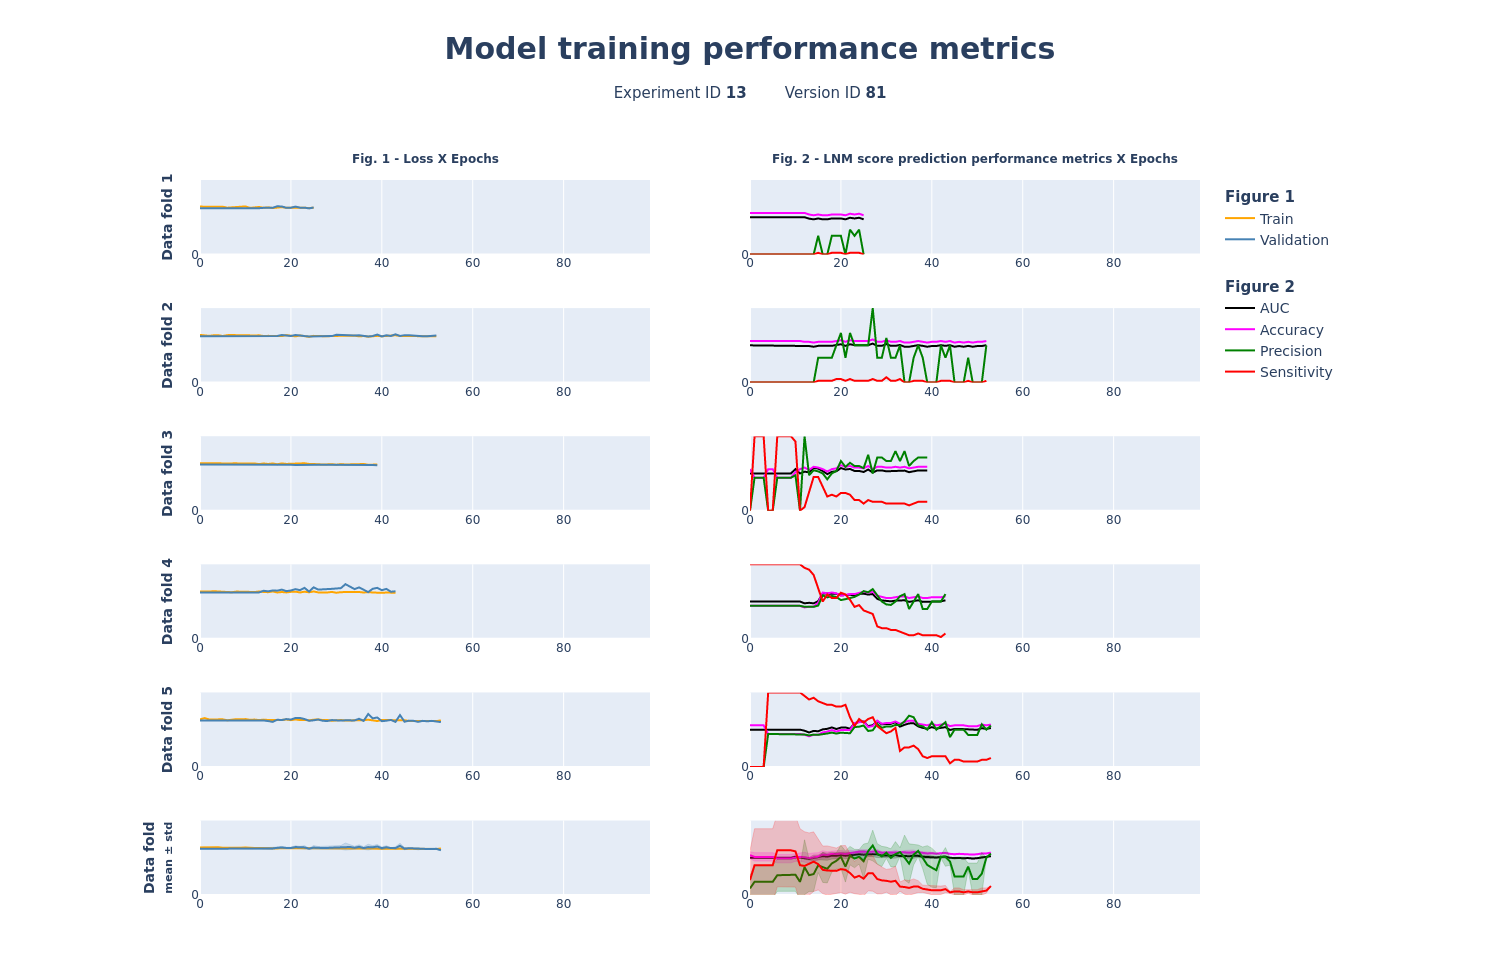 Model training performance metrics
Experiment ID 13 Version ID 81
Fig. 1 - Loss X Epochs
Fig. 2 - LNM score prediction performance metrics X Epochs
Data fold 1
0
0 20 40 60 80
0
0 20 40 60 80
Figure 1
Train
Validation
Figure 2
AUC
Accuracy
Precision
Sensitivity
Data fold 2
0
0 20 40 60 80
0
0 20 40 60 80
Data fold 3
0
0 20 40 60 80
0
0 20 40 60 80
Data fold 4
0
0 20 40 60 80
0
0 20 40 60 80
Data fold 5
0
0 20 40 60 80
0
0 20 40 60 80
Data fold
mean ± std
0
0 20 40 60 80
0
0 20 40 60 80